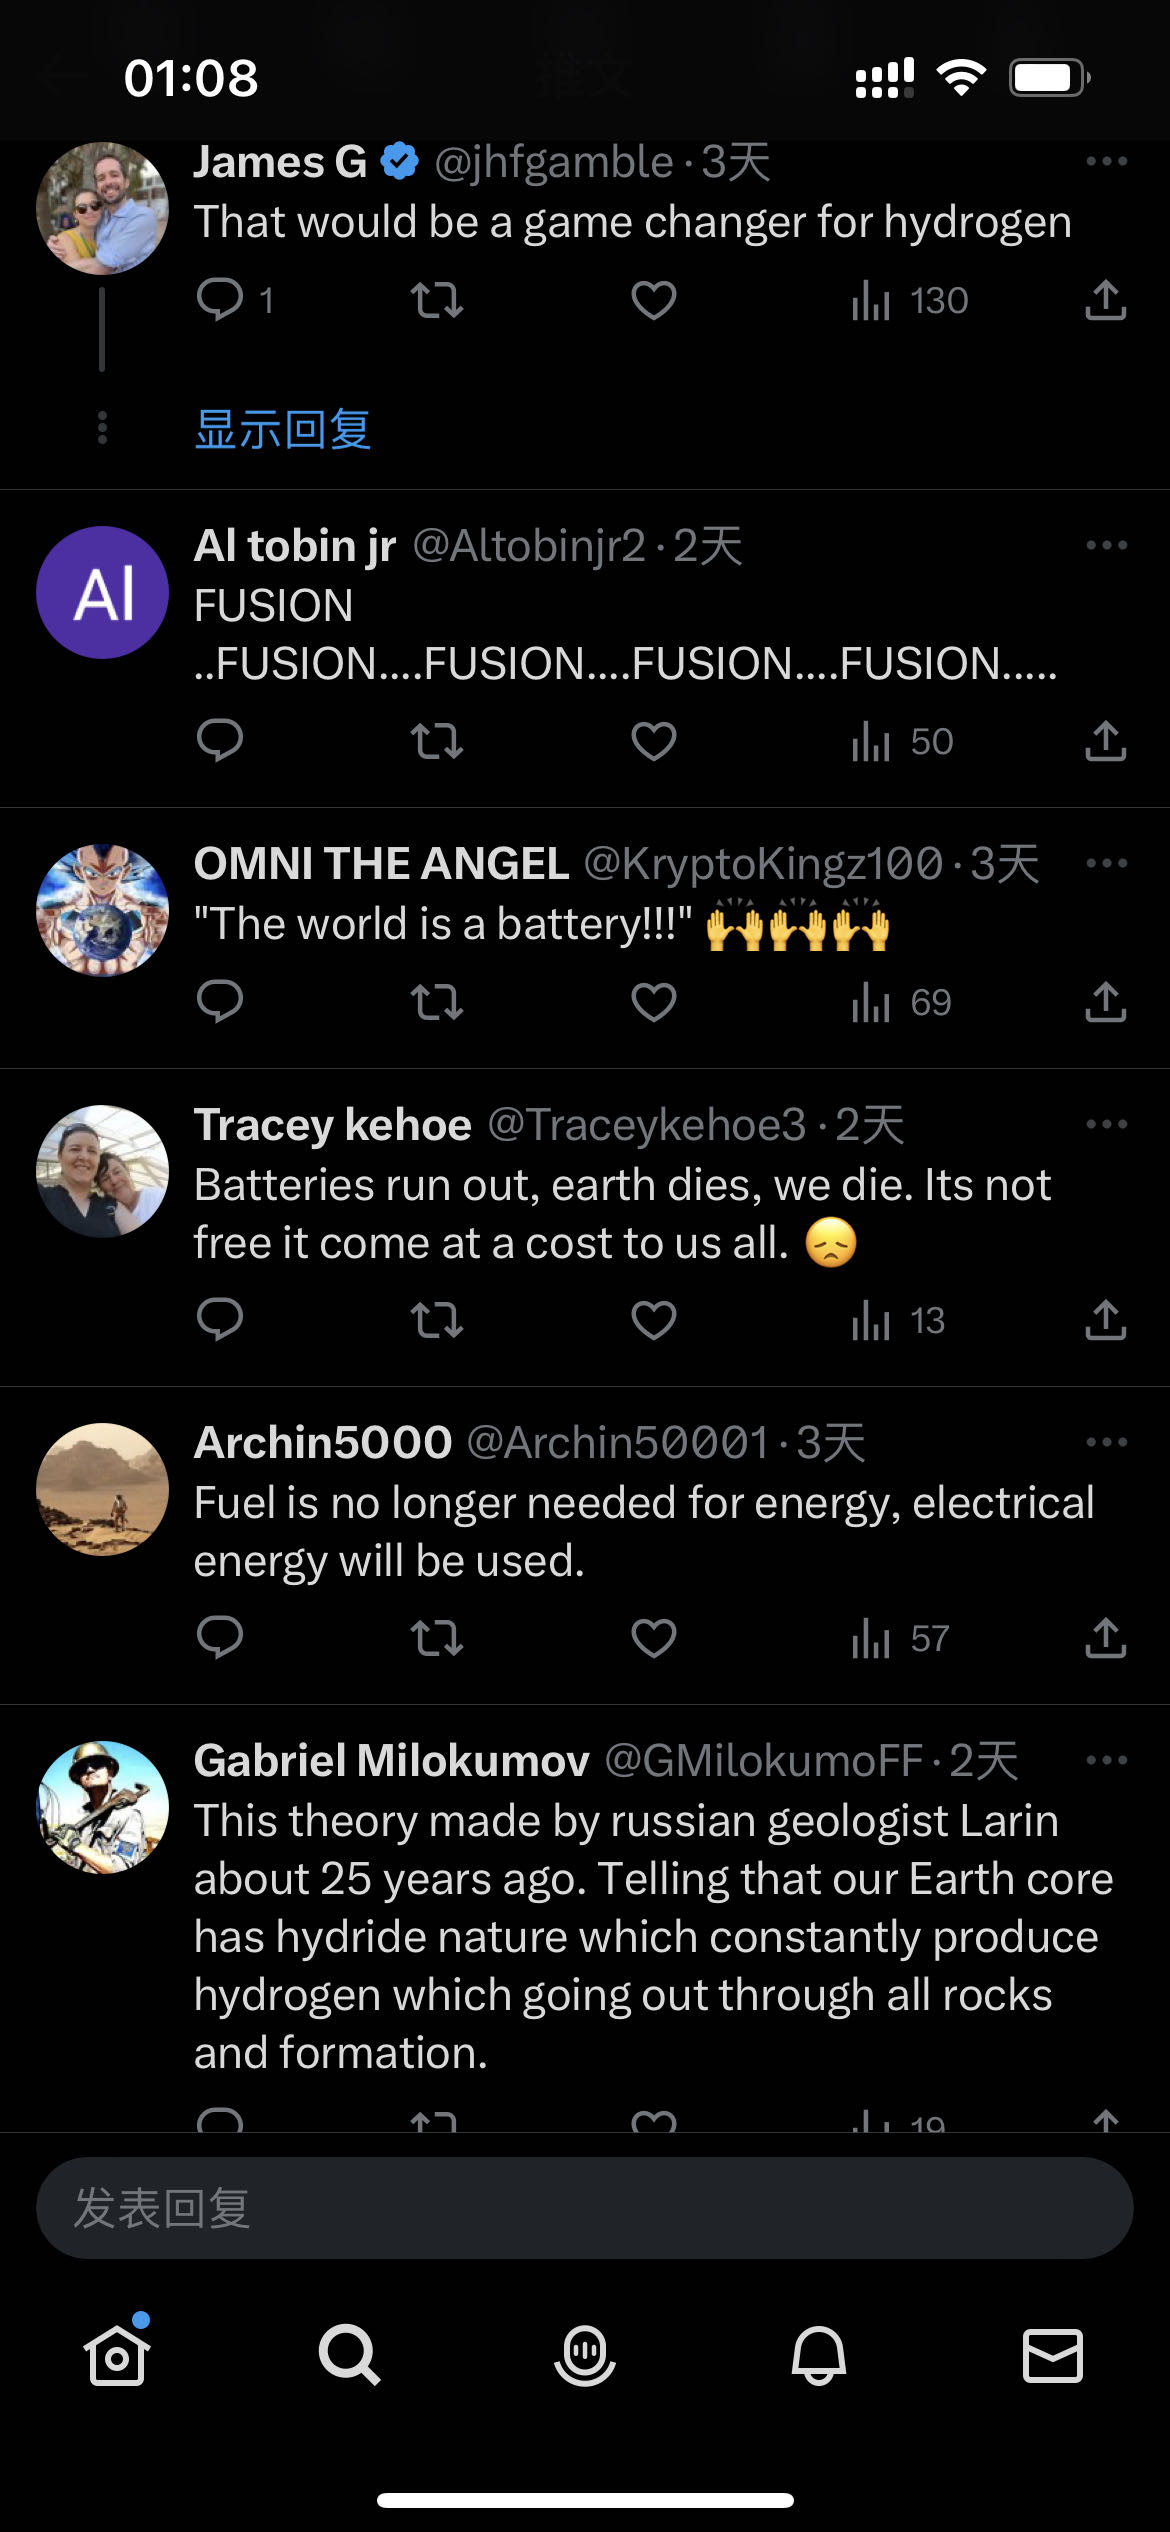 01:08
推文
James G @jhfgamble · 3天
That would be a game changer for hydrogen
1 130
显示回复
Al
Al tobin jr @Altobinjr2 · 2天
FUSION
..FUSION....FUSION....FUSION....FUSION.....
50
OMNI THE ANGEL @KryptoKingz100 · 3天
"The world is a battery!!!" 🙌🙌🙌
69
Tracey kehoe @Traceykehoe3 · 2天
Batteries run out, earth dies, we die. Its not
free it come at a cost to us all. 😞
13
Archin5000 @Archin50001 · 3天
Fuel is no longer needed for energy, electrical
energy will be used.
57
Gabriel Milokumov @GMilokumoFF · 2天
This theory made by russian geologist Larin
about 25 years ago. Telling that our Earth core
has hydride nature which constantly produce
hydrogen which going out through all rocks
and formation.
19
发表回复